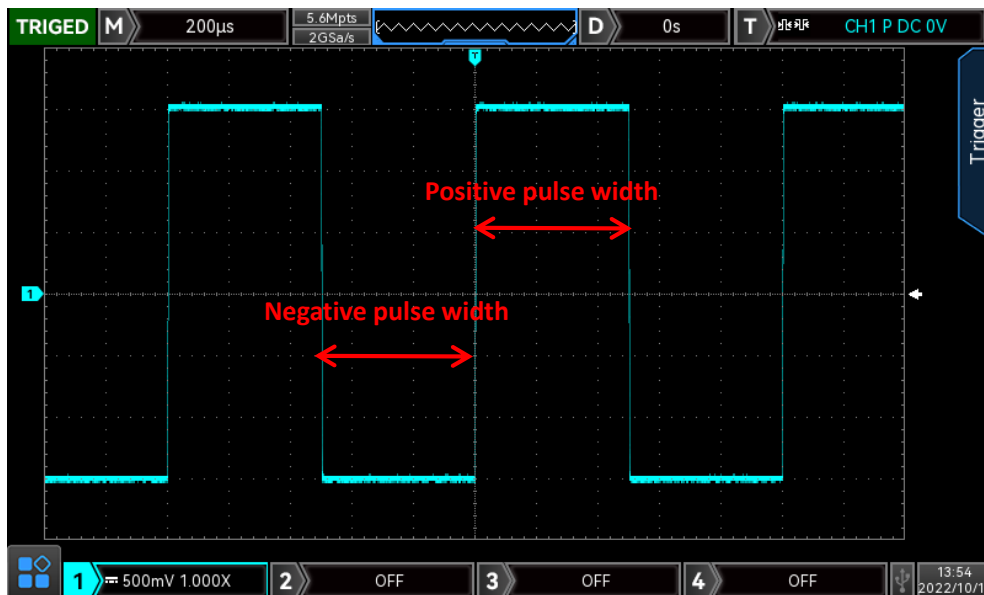 TRIGED M 200μs 5.6Mpts D 0s T CH1 P DC 0V
2GSa/s
T
Trigger
Positive pulse width
1
Negative pulse width
1 500mV 1.000X 2 OFF 3 OFF 4 OFF 13:54
2022/10/1